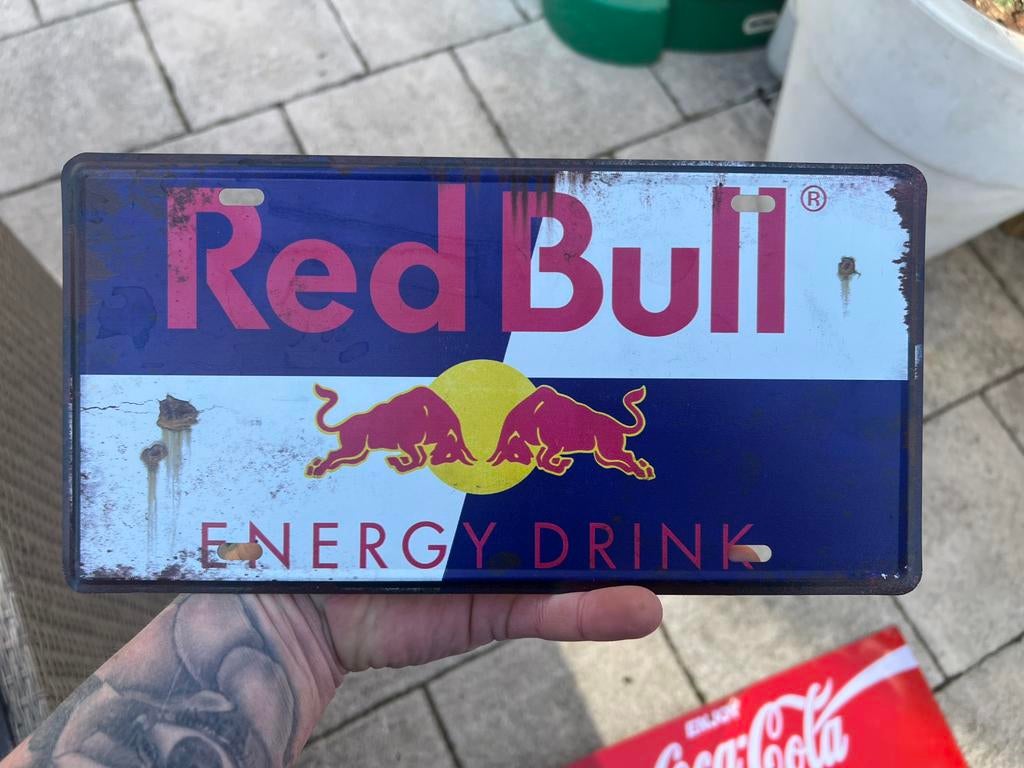 Red Bull®
ENERGY DRINK
ENJOY
Coca-Cola